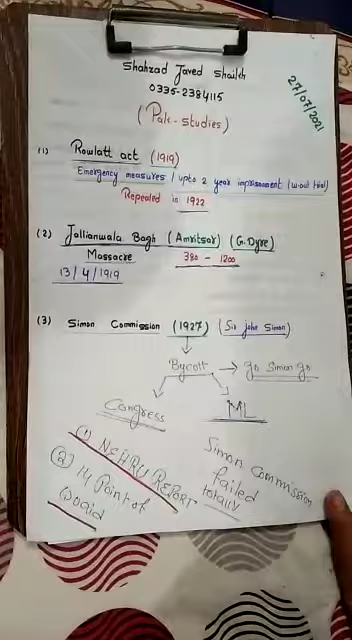 Shahzad Javed Shaikh
0335-2384115
27/07/2021
(Pak-studies)
(1) Rowlatt act (1919)
Emergency measures / upto 2 year imprisonment (w.out trial)
Repealed in 1922
(2) Jallianwala Bagh (Amritsar) (G. Dyre)
Massacre 380 - 1200
13/4/1919
(3) Simon Commission (1927) (Sir john Simon)
Bycott → go Simon go
Congress ML
(1) NEHRU REPORT
(2) 14 Point of
Simon Commission
failed
totally